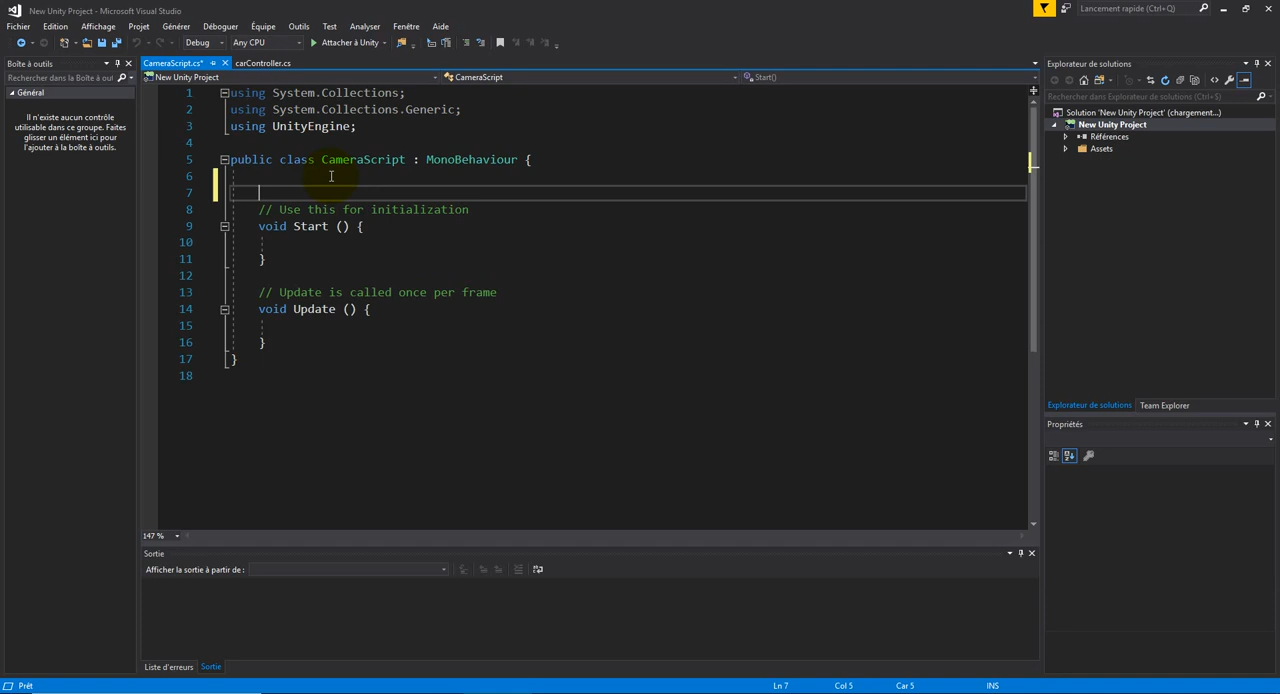 New Unity Project - Microsoft Visual Studio
Lancement rapide (Ctrl+Q)
Fichier Edition Affichage Projet Générer Déboguer Équipe Outils Test Analyser Fenêtre Aide
Debug Any CPU Attacher à Unity
Boîte à outils
Rechercher dans la Boîte à outils
Général
Il n'existe aucun contrôle
utilisable dans ce groupe. Faites
glisser un élément ici pour
l'ajouter à la boîte à outils.
CameraScript.cs* carController.cs
New Unity Project CameraScript Start()
1 using System.Collections;
2 using System.Collections.Generic;
3 using UnityEngine;
4
5 public class CameraScript : MonoBehaviour {
6
7
8 // Use this for initialization
9 void Start () {
10
11 }
12
13 // Update is called once per frame
14 void Update () {
15
16 }
17 }
18
147 %
Sortie
Afficher la sortie à partir de :
Liste d'erreurs Sortie
Explorateur de solutions
Rechercher dans Explorateur de solutions (Ctrl+$)
Solution 'New Unity Project' (chargement...)
New Unity Project
Références
Assets
Explorateur de solutions Team Explorer
Propriétés
Prêt Ln 7 Col 5 Car 5 INS